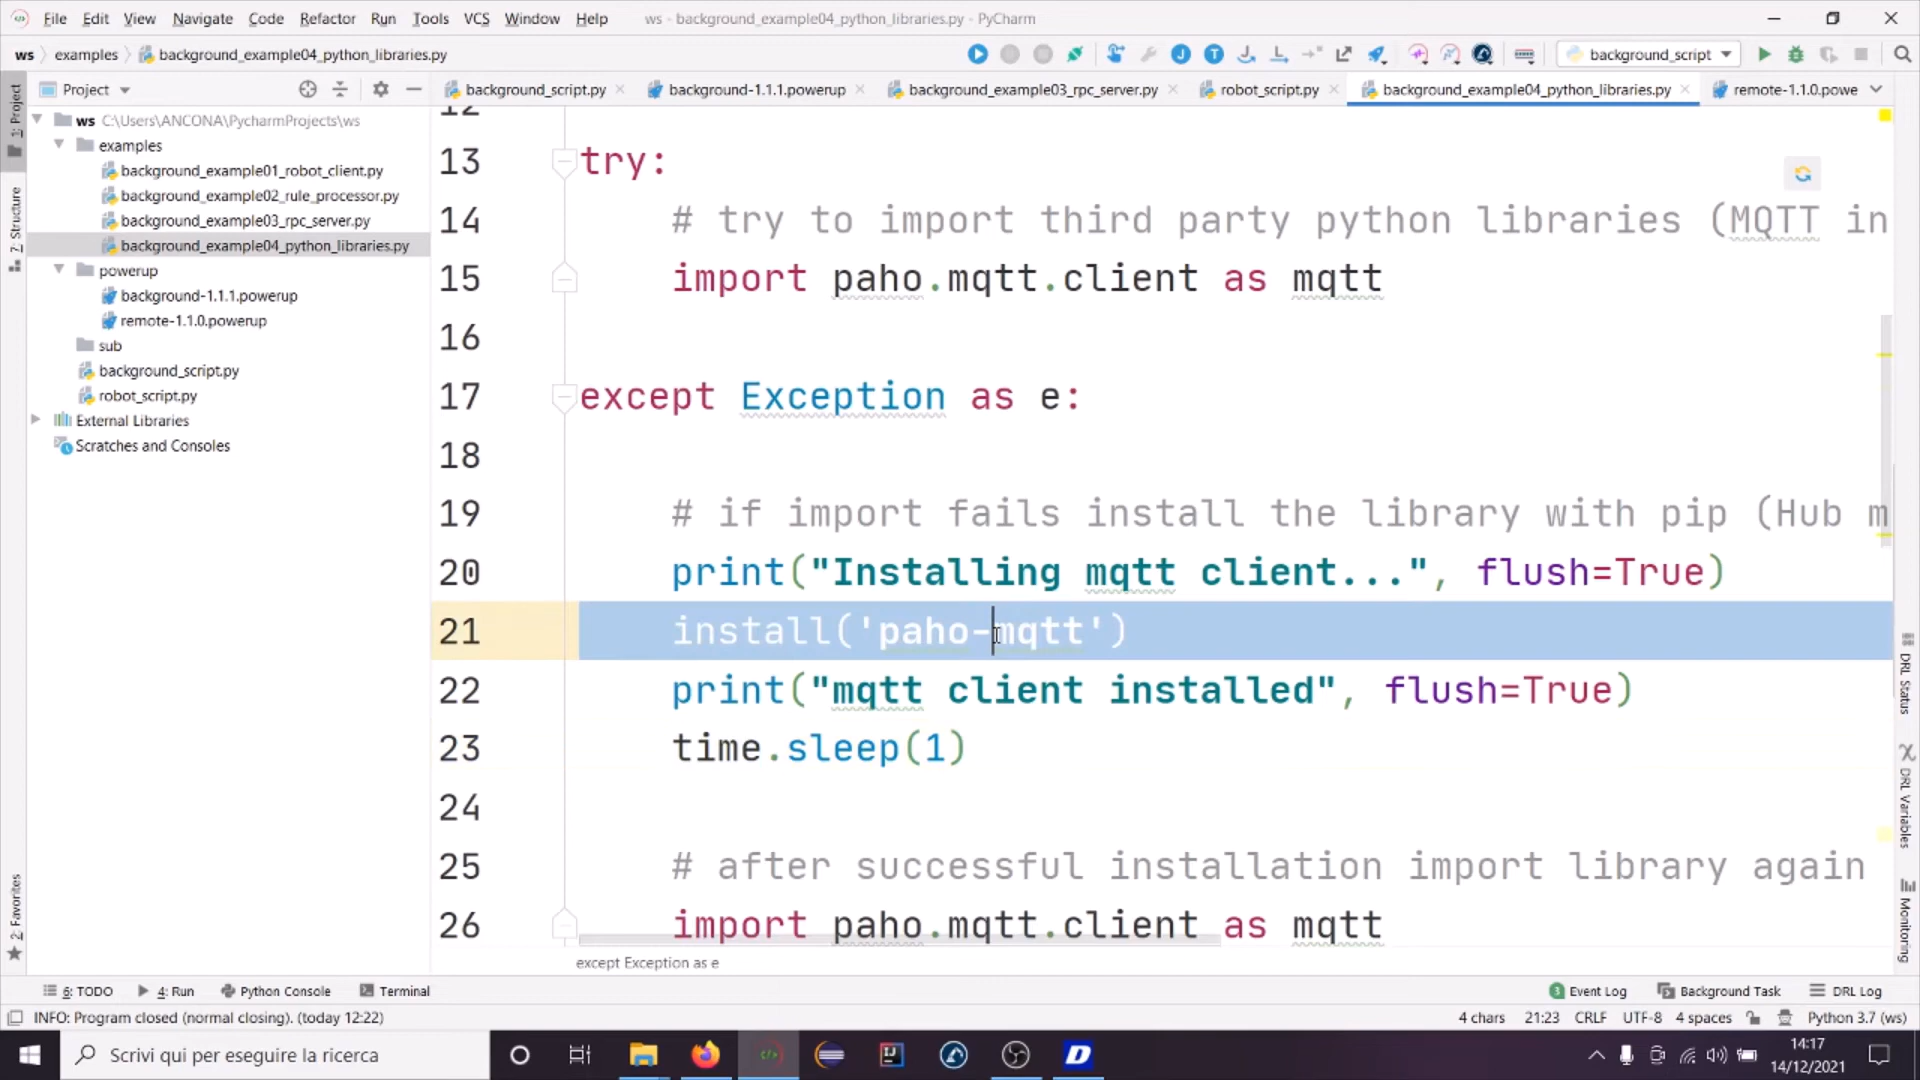 File Edit View Navigate Code Refactor Run Tools VCS Window Help ws - background_example04_python_libraries.py - PyCharm
ws examples background_example04_python_libraries.py background_script
Project background_script.py background-1.1.1.powerup background_example03_rpc_server.py robot_script.py background_example04_python_libraries.py remote-1.1.0.powe
ws C:\Users\ANCONA\PycharmProjects\ws
examples
background_example01_robot_client.py
background_example02_rule_processor.py
background_example03_rpc_server.py
background_example04_python_libraries.py
powerup
background-1.1.1.powerup
remote-1.1.0.powerup
sub
background_script.py
robot_script.py
External Libraries
Scratches and Consoles
1: Project
7: Structure
2: Favorites
12
13 try:
14 # try to import third party python libraries (MQTT in
15 import paho.mqtt.client as mqtt
16
17 except Exception as e:
18
19 # if import fails install the library with pip (Hub m
20 print("Installing mqtt client...", flush=True)
21 install('paho-mqtt')
22 print("mqtt client installed", flush=True)
23 time.sleep(1)
24
25 # after successful installation import library again
26 import paho.mqtt.client as mqtt
except Exception as e
DRL Status
DRL Variables
Monitoring
6: TODO 4: Run Python Console Terminal 3 Event Log Background Task DRL Log
INFO: Program closed (normal closing). (today 12:22) 4 chars 21:23 CRLF UTF-8 4 spaces Python 3.7 (ws)
Scrivi qui per eseguire la ricerca 14:17
14/12/2021